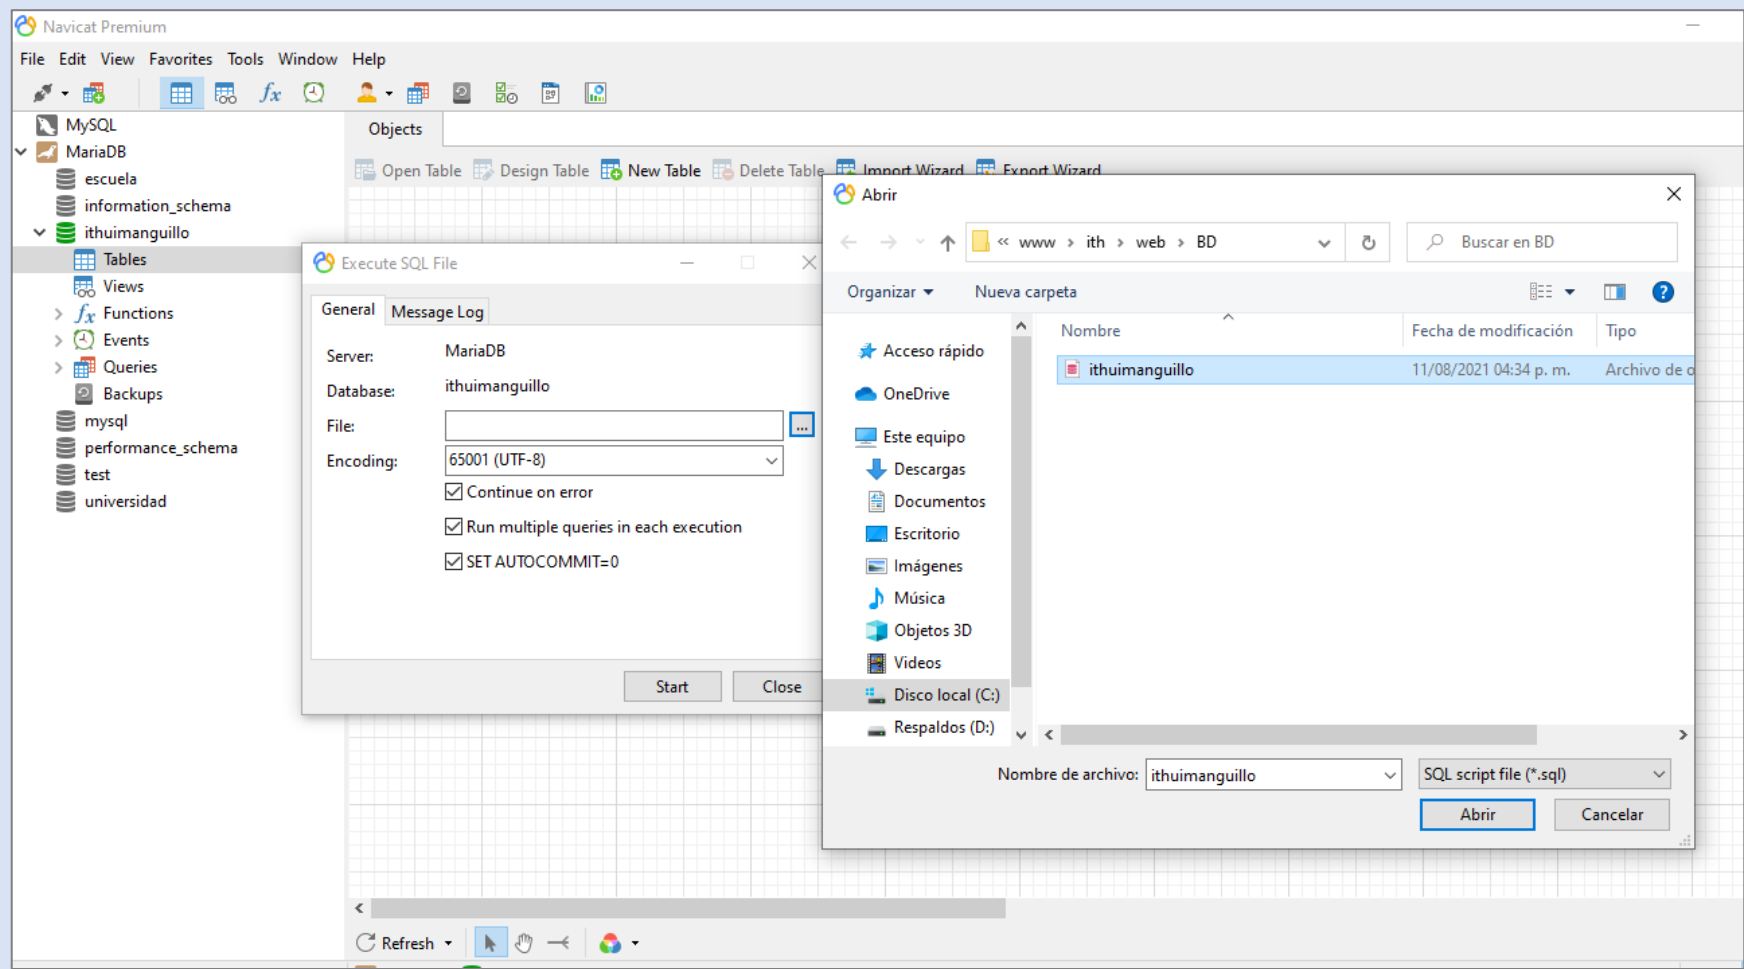 Navicat Premium
File Edit View Favorites Tools Window Help
MySQL
MariaDB
escuela
information_schema
ithuimanguillo
Tables
Views
Functions
Events
Queries
Backups
mysql
performance_schema
test
universidad
Objects
Open Table Design Table New Table Delete Table Import Wizard Export Wizard
Execute SQL File
General Message Log
Server: MariaDB
Database: ithuimanguillo
File: ...
Encoding: 65001 (UTF-8)
Continue on error
Run multiple queries in each execution
SET AUTOCOMMIT=0
Start Close
Abrir
« www › ith › web › BD
Buscar en BD
Organizar Nueva carpeta
Acceso rápido
OneDrive
Este equipo
Descargas
Documentos
Escritorio
Imágenes
Música
Objetos 3D
Videos
Disco local (C:)
Respaldos (D:)
Nombre Fecha de modificación Tipo
ithuimanguillo 11/08/2021 04:34 p. m. Archivo de o
Nombre de archivo: ithuimanguillo SQL script file (*.sql)
Abrir Cancelar
Refresh